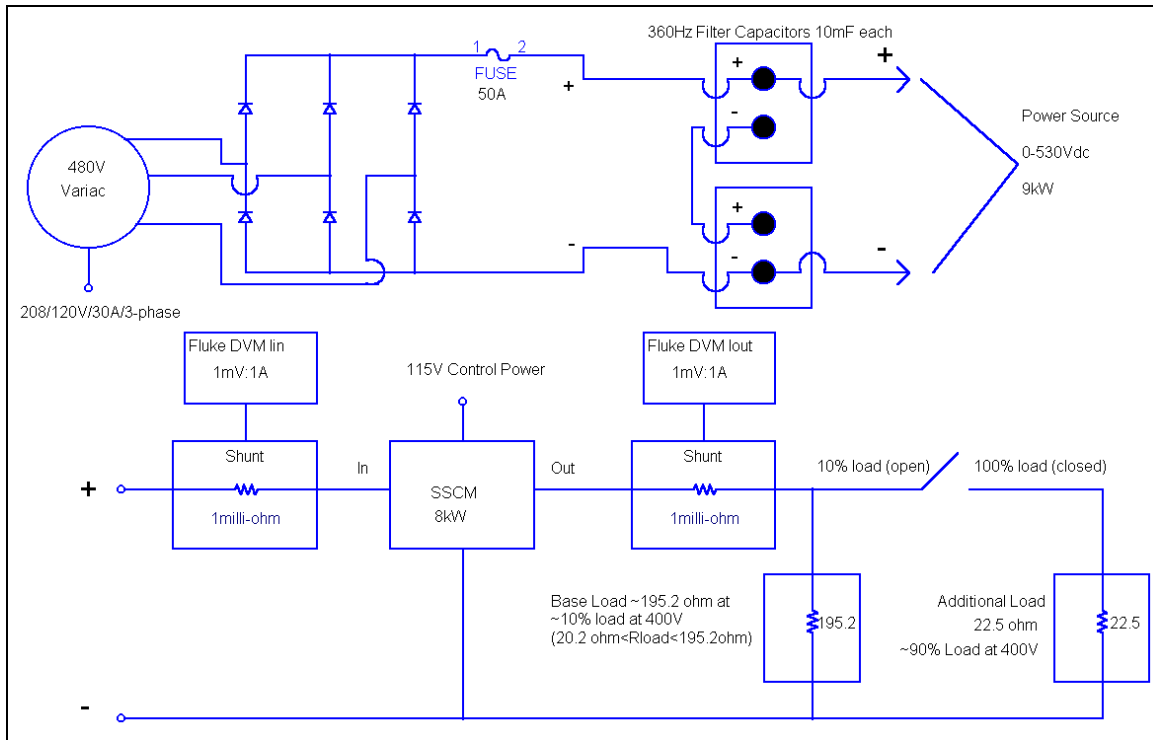 360Hz Filter Capacitors 10mF each
1 2
FUSE
50A
+
+
-
+
-
+
-
+
-
Power Source
0-530Vdc
9kW
480V
Variac
208/120V/30A/3-phase
Fluke DVM Iin
1mV:1A
115V Control Power
Fluke DVM Iout
1mV:1A
Shunt
1milli-ohm
In
SSCM
8kW
Out
Shunt
1milli-ohm
10% load (open)
100% load (closed)
+
-
Base Load ~195.2 ohm at
~10% load at 400V
(20.2 ohm<Rload<195.2ohm)
195.2
Additional Load
22.5 ohm
~90% Load at 400V
22.5